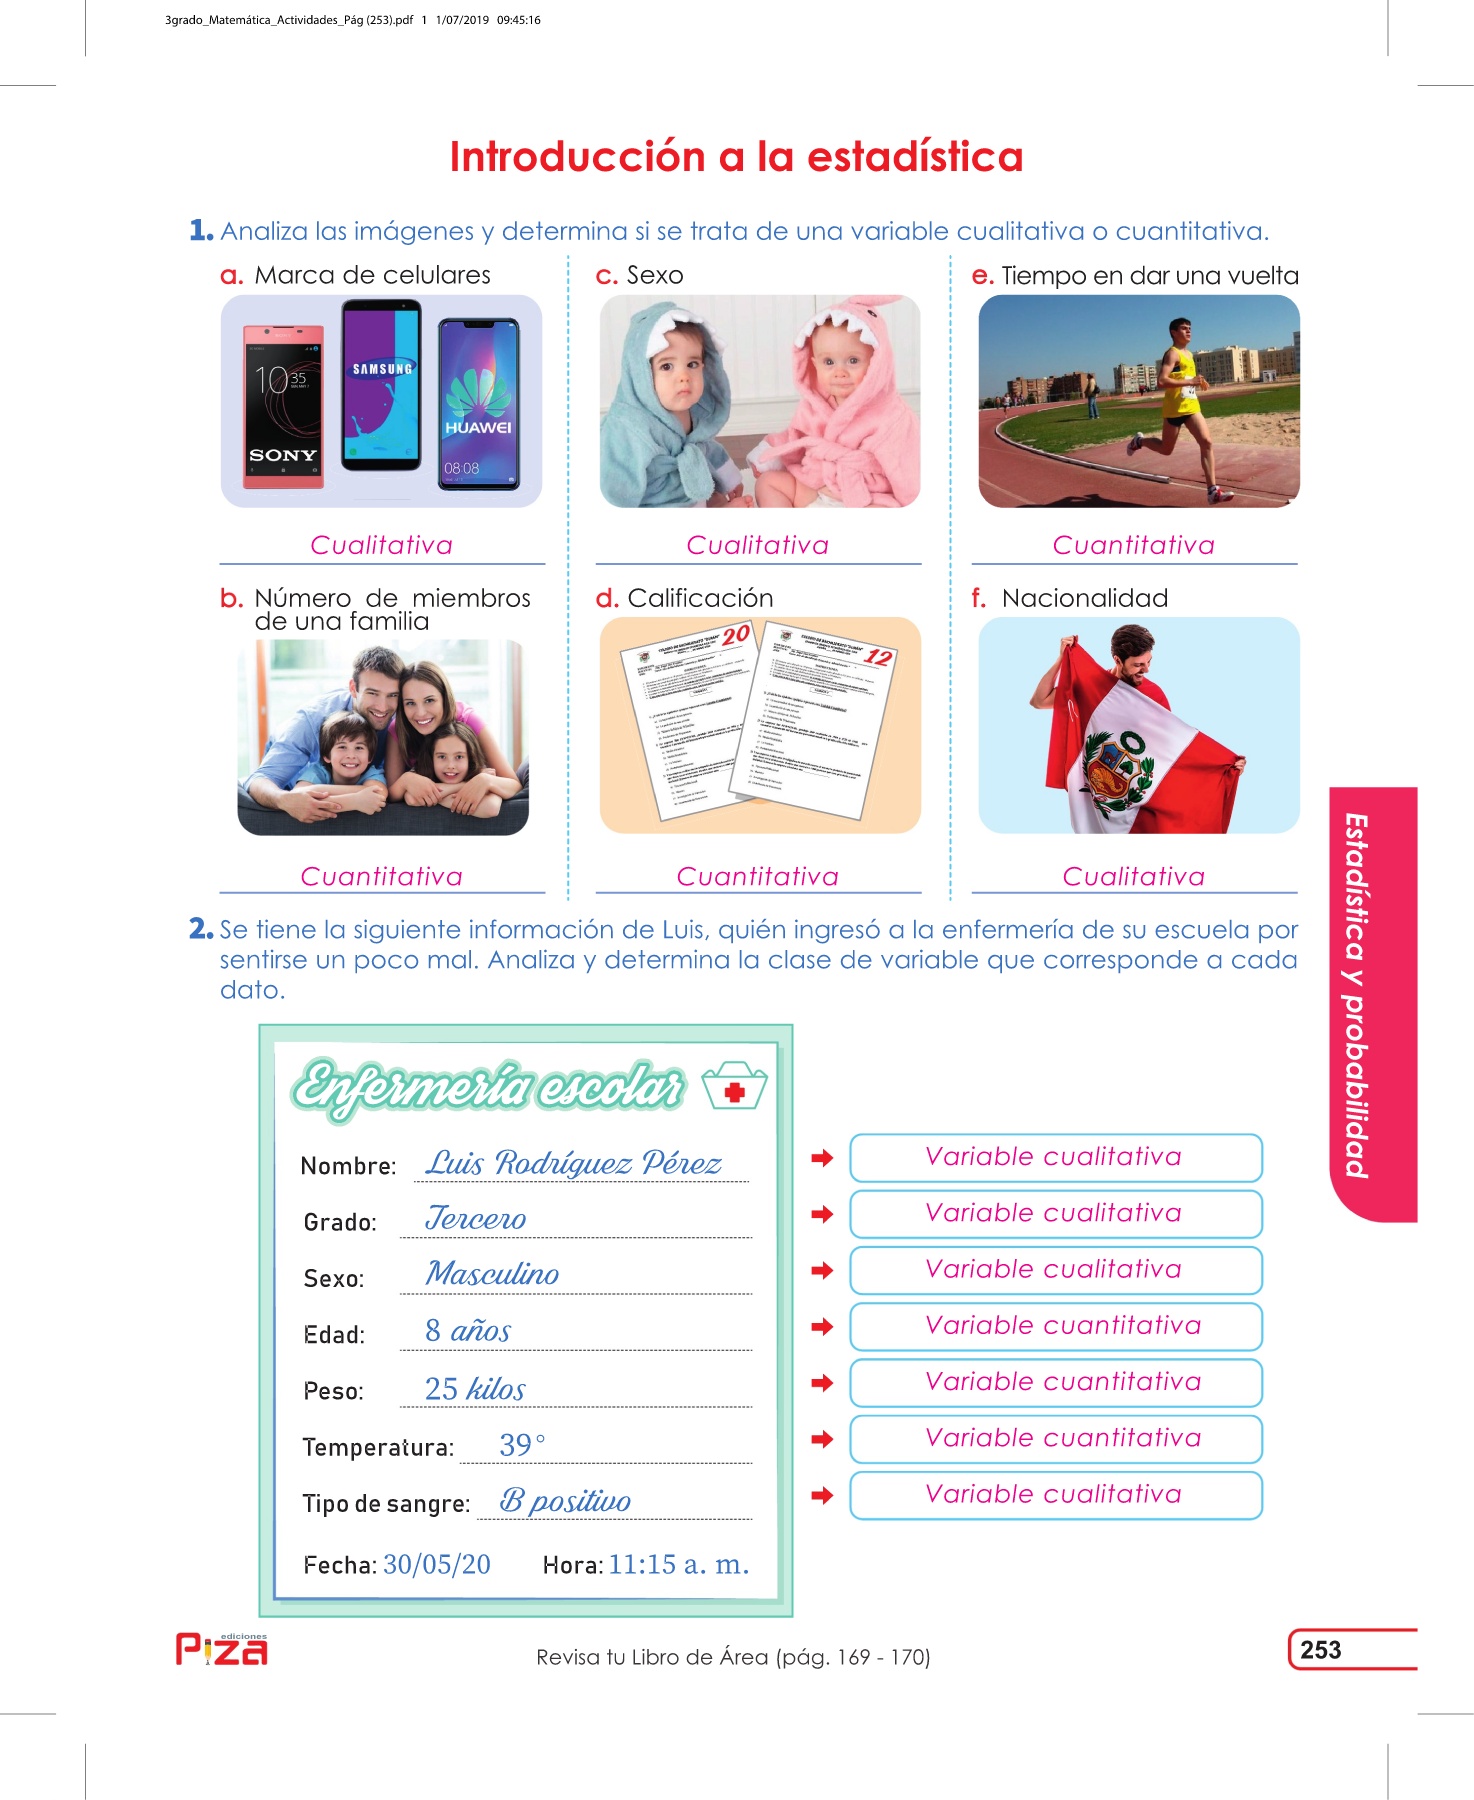 3grado_Matemática_Actividades_Pág (253).pdf 1 1/07/2019 09:45:16
Introducción a la estadística
1. Analiza las imágenes y determina si se trata de una variable cualitativa o cuantitativa.
a. Marca de celulares
SONY
10 35
SAMSUNG
HUAWEI
08:08
Cualitativa
c. Sexo
Cualitativa
e. Tiempo en dar una vuelta
Cuantitativa
b. Número de miembros
de una familia
Cuantitativa
d. Calificación
20
12
Cuantitativa
f. Nacionalidad
Cualitativa
2. Se tiene la siguiente información de Luis, quién ingresó a la enfermería de su escuela por
sentirse un poco mal. Analiza y determina la clase de variable que corresponde a cada
dato.
Enfermería escolar
Nombre: Luis Rodríguez Pérez
Variable cualitativa
Grado: Tercero
Variable cualitativa
Sexo: Masculino
Variable cualitativa
Edad: 8 años
Variable cuantitativa
Peso: 25 kilos
Variable cuantitativa
Temperatura: 39°
Variable cuantitativa
Tipo de sangre: B positivo
Variable cualitativa
Fecha: 30/05/20 Hora: 11:15 a. m.
Estadística y probabilidad
ediciones
Piza
Revisa tu Libro de Área (pág. 169 - 170)
253